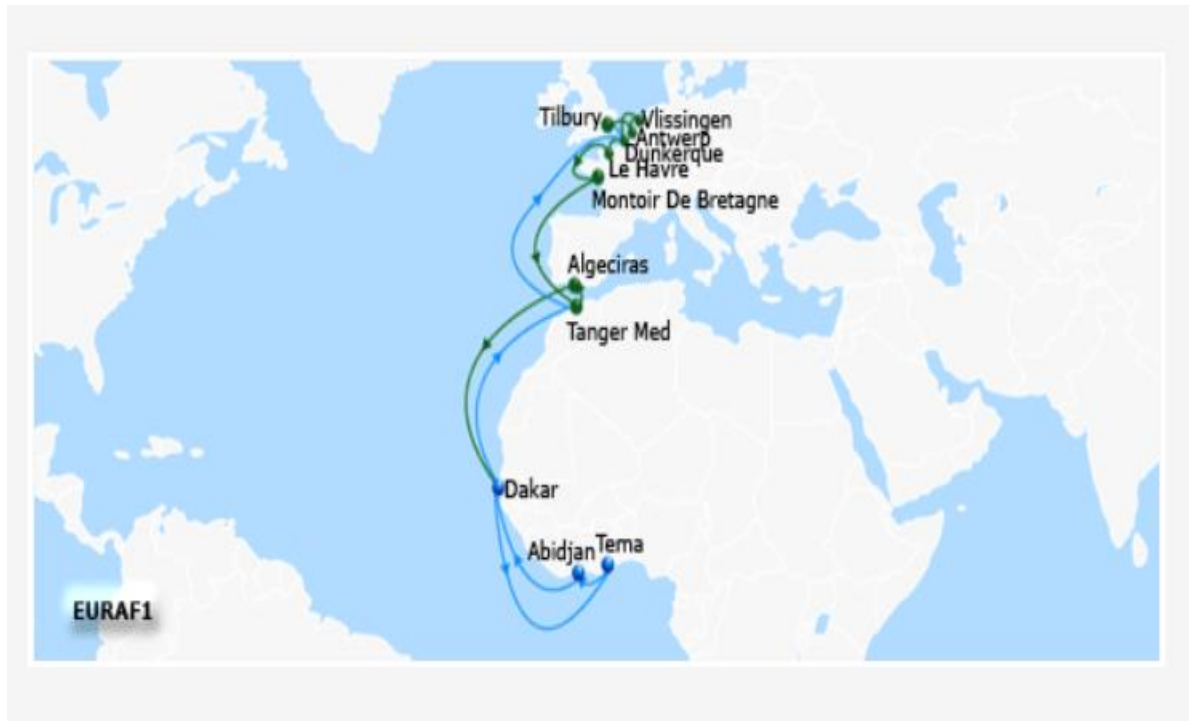 Tilbury
Vlissingen
Antwerp
Dunkerque
Le Havre
Montoir De Bretagne
Algeciras
Tanger Med
Dakar
Abidjan
Tema
EURAF1